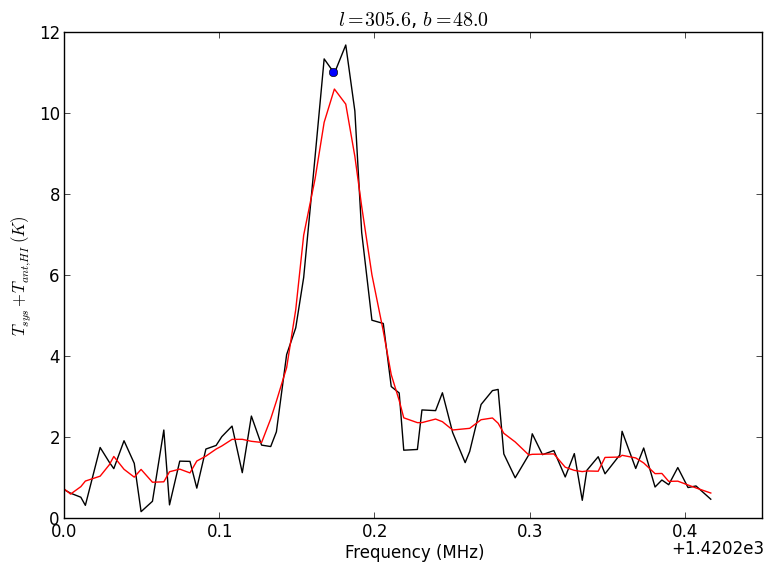 l=305.6, b=48.0
12
10
8
6
4
2
0
T_sys+T_ant,HI (K)
0.0 0.1 0.2 0.3 0.4
Frequency (MHz)
+1.4202e3